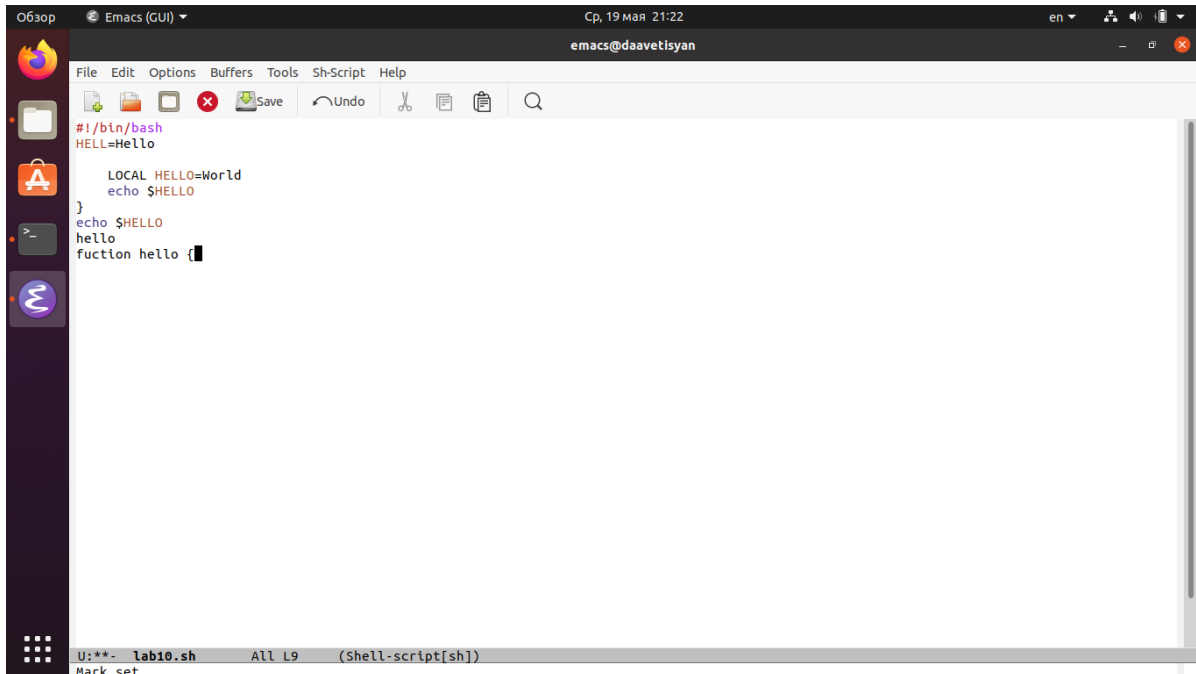 Обзор Emacs (GUI) Ср, 19 мая 21:22 en
emacs@daavetisyan
File Edit Options Buffers Tools Sh-Script Help
Save Undo
#!/bin/bash
HELL=Hello
LOCAL HELLO=World
echo $HELLO
}
echo $HELLO
hello
fuction hello {
U:**- lab10.sh All L9 (Shell-script[sh])
Mark set